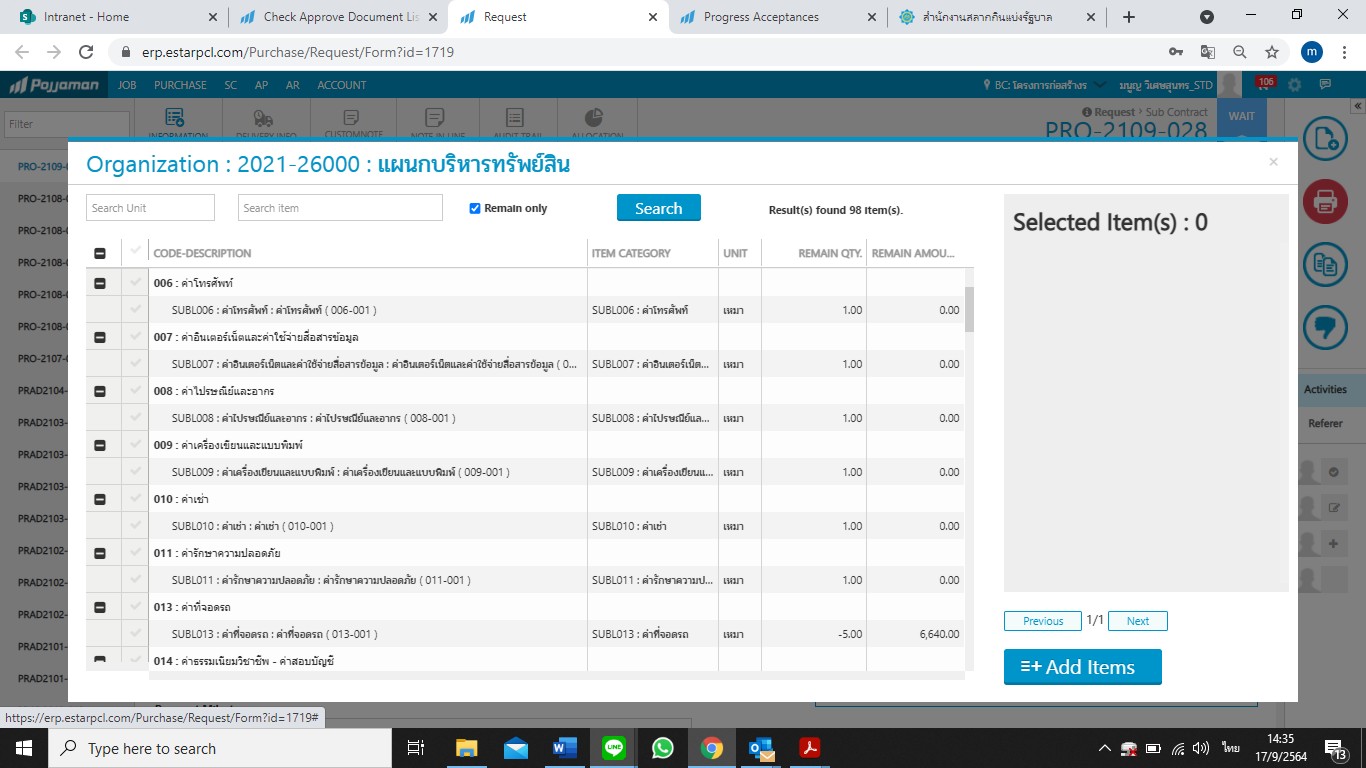 Intranet - Home
Check Approve Document Lis
Request
Progress Acceptances
สำนักงานสลากกินแบ่งรัฐบาล
erp.estarpcl.com/Purchase/Request/Form?id=1719
m
Pojjaman
JOB PURCHASE SC AP AR ACCOUNT
BC: โครงการก่อสร้างร
มนูญ วิเศษสุนทร_STD
106
Filter
INFORMATION
DELIVERY INFO
CUSTOMNOTE
NOTE IN LINE
AUDIT TRAIL
ALLOCATION
Request > Sub Contract
PRO-2109-028
WAIT
PRO-2109-0
PRO-2108-0
PRO-2108-0
PRO-2108-0
PRO-2108-0
PRO-2108-0
PRO-2107-0
PRAD2104-
PRAD2103-
PRAD2103-
PRAD2103-
PRAD2103-
PRAD2102-
PRAD2102-
PRAD2102-
PRAD2101-
PRAD2101-
Organization : 2021-26000 : แผนกบริหารทรัพย์สิน
×
Search Unit
Search item
Remain only
Search
Result(s) found 98 item(s).
CODE-DESCRIPTION ITEM CATEGORY UNIT REMAIN QTY. REMAIN AMOU...
006 : ค่าโทรศัพท์
SUBL006 : ค่าโทรศัพท์ : ค่าโทรศัพท์ ( 006-001 ) SUBL006 : ค่าโทรศัพท์ เหมา 1.00 0.00
007 : ค่าอินเตอร์เน็ตและค่าใช้จ่ายสื่อสารข้อมูล
SUBL007 : ค่าอินเตอร์เน็ตและค่าใช้จ่ายสื่อสารข้อมูล : ค่าอินเตอร์เน็ตและค่าใช้จ่ายสื่อสารข้อมูล ( 0... SUBL007 : ค่าอินเตอร์เน็ต... เหมา 1.00 0.00
008 : ค่าไปรษณีย์และอากร
SUBL008 : ค่าไปรษณีย์และอากร : ค่าไปรษณีย์และอากร ( 008-001 ) SUBL008 : ค่าไปรษณีย์แล... เหมา 1.00 0.00
009 : ค่าเครื่องเขียนและแบบพิมพ์
SUBL009 : ค่าเครื่องเขียนและแบบพิมพ์ : ค่าเครื่องเขียนและแบบพิมพ์ ( 009-001 ) SUBL009 : ค่าเครื่องเขียนแ... เหมา 1.00 0.00
010 : ค่าเช่า
SUBL010 : ค่าเช่า : ค่าเช่า ( 010-001 ) SUBL010 : ค่าเช่า เหมา 1.00 0.00
011 : ค่ารักษาความปลอดภัย
SUBL011 : ค่ารักษาความปลอดภัย : ค่ารักษาความปลอดภัย ( 011-001 ) SUBL011 : ค่ารักษาความป... เหมา 1.00 0.00
013 : ค่าที่จอดรถ
SUBL013 : ค่าที่จอดรถ : ค่าที่จอดรถ ( 013-001 ) SUBL013 : ค่าที่จอดรถ เหมา -5.00 6,640.00
014 : ค่าธรรมเนียมวิชาชีพ - ค่าสอบบัญชี
Selected Item(s) : 0
Previous 1/1 Next
Add Items
Activities
Referer
https://erp.estarpcl.com/Purchase/Request/Form?id=1719#
Type here to search
ไทย
14:35
17/9/2564
13